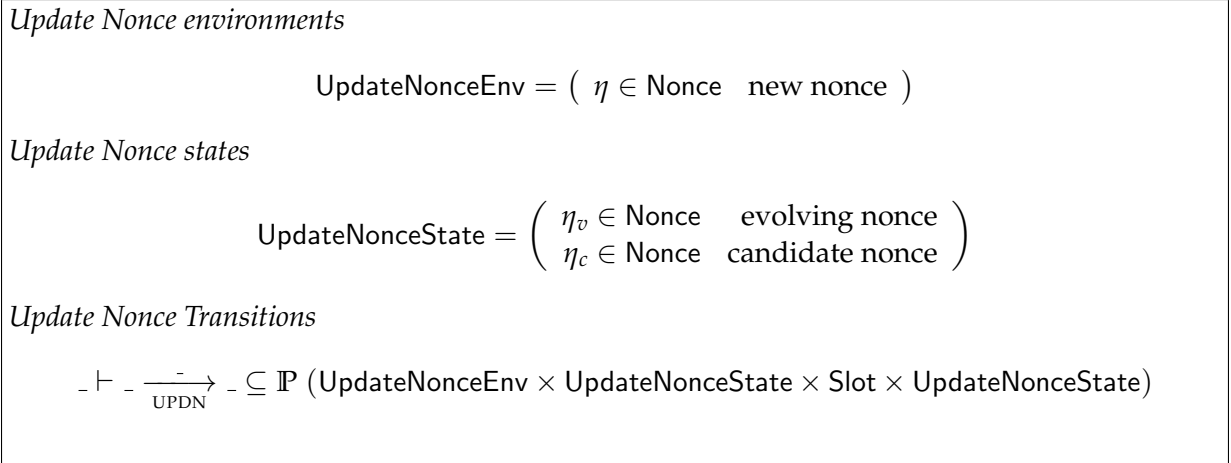 Update Nonce environments
UpdateNonceEnv = ( η ∈ Nonce new nonce )
Update Nonce states
UpdateNonceState = ( η_v ∈ Nonce evolving nonce
η_c ∈ Nonce candidate nonce )
Update Nonce Transitions
_ ⊢ _ →^{_}_{UPDN} _ ⊆ ℙ (UpdateNonceEnv × UpdateNonceState × Slot × UpdateNonceState)